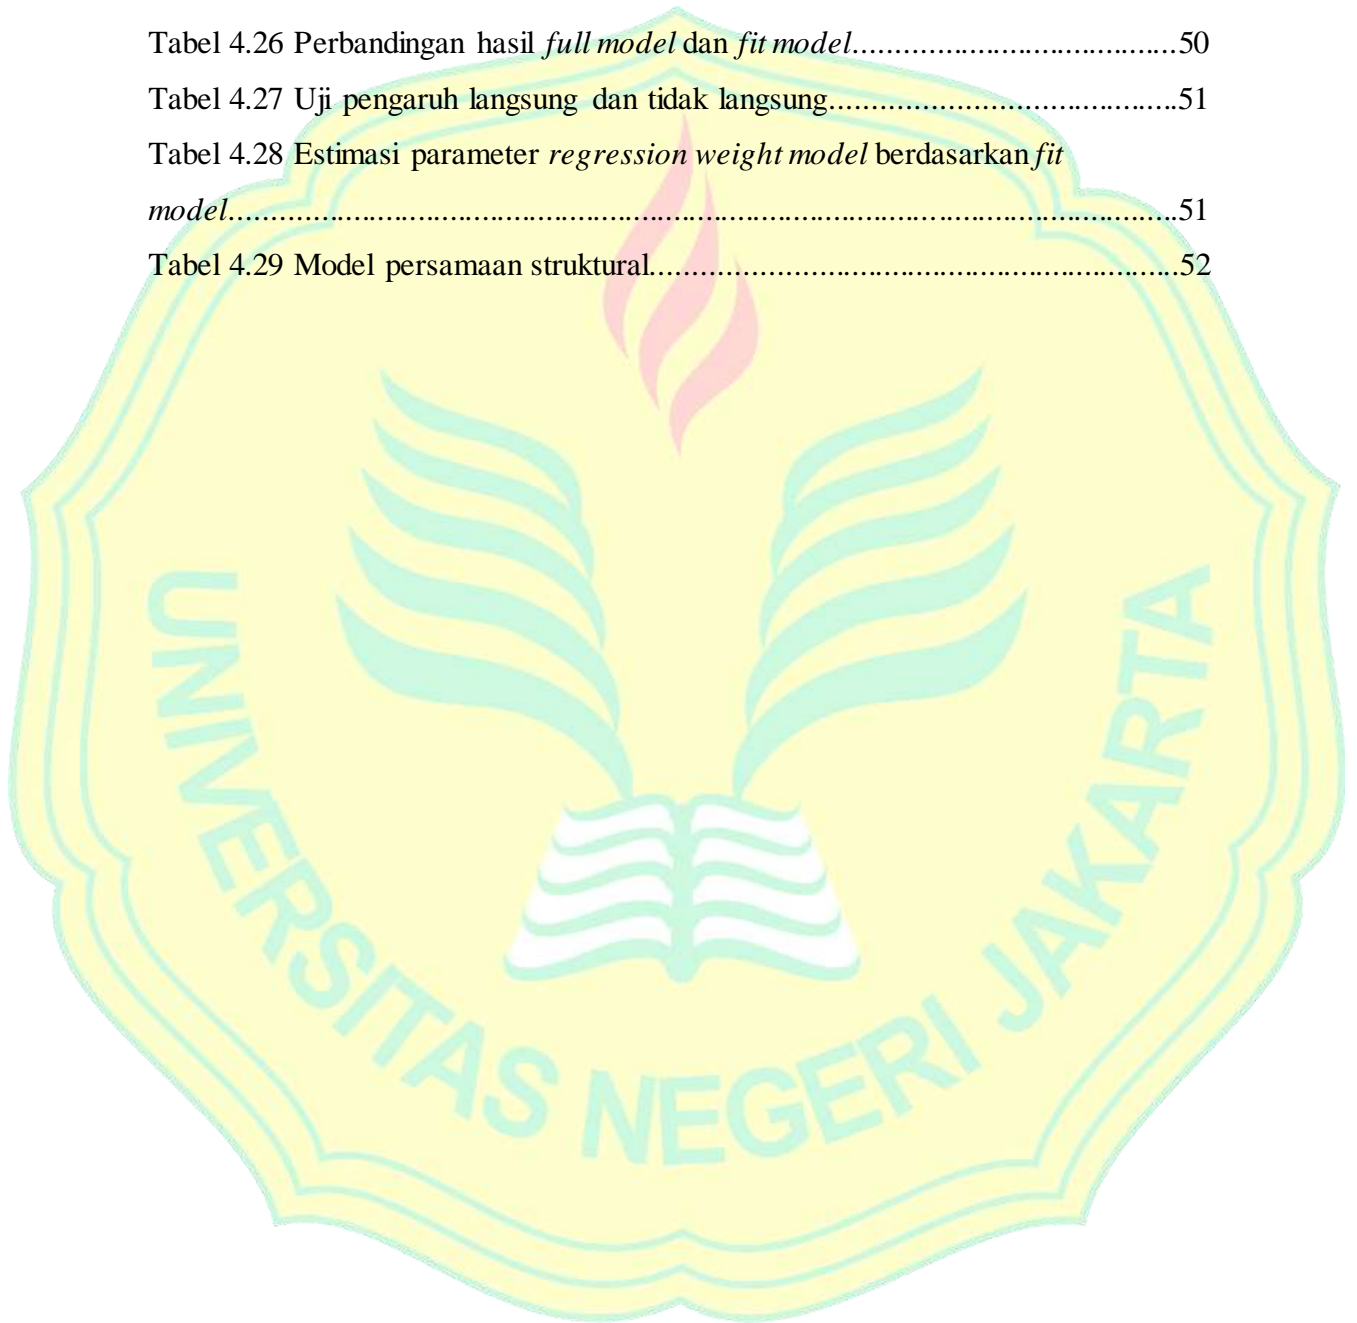 Tabel 4.26 Perbandingan hasil full model dan fit model......................................50
Tabel 4.27 Uji pengaruh langsung dan tidak langsung.........................................51
Tabel 4.28 Estimasi parameter regression weight model berdasarkan fit
model..............................................................................................................51
Tabel 4.29 Model persamaan struktural..............................................................52
UNIVERSITAS NEGERI JAKARTA